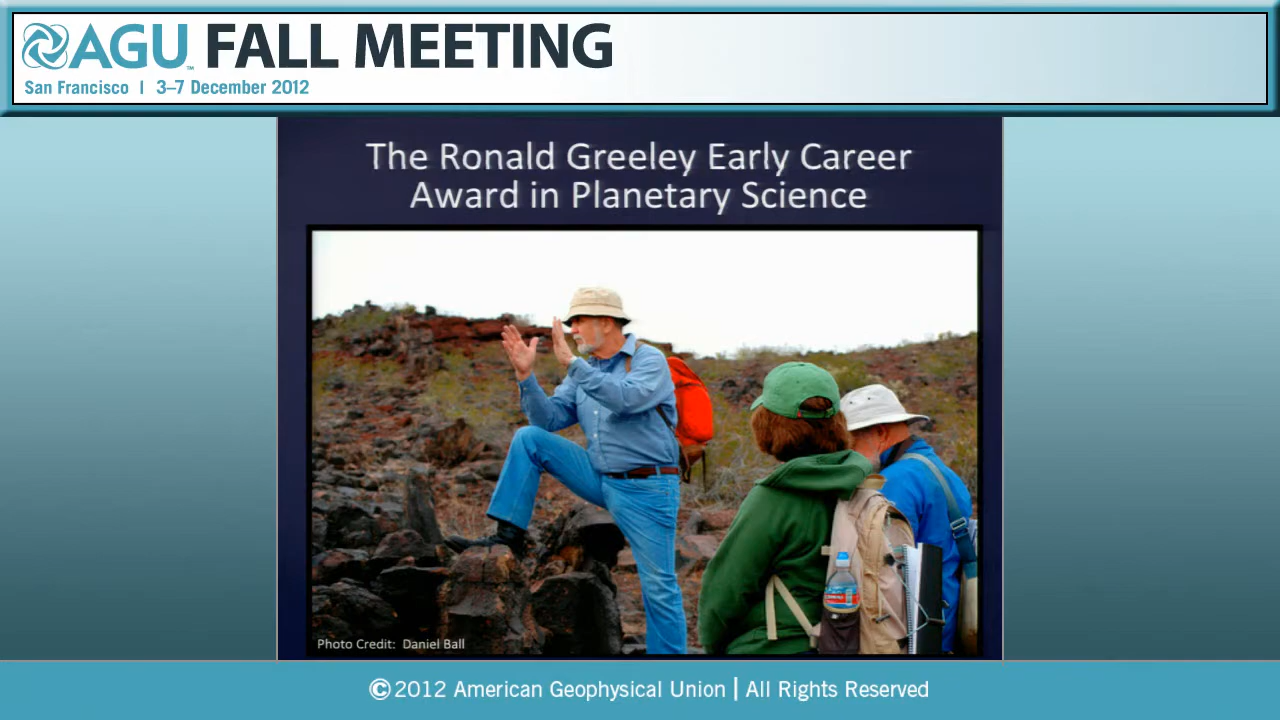 AGU™ FALL MEETING
San Francisco | 3–7 December 2012
The Ronald Greeley Early Career
Award in Planetary Science
Photo Credit: Daniel Ball
©2012 American Geophysical Union | All Rights Reserved